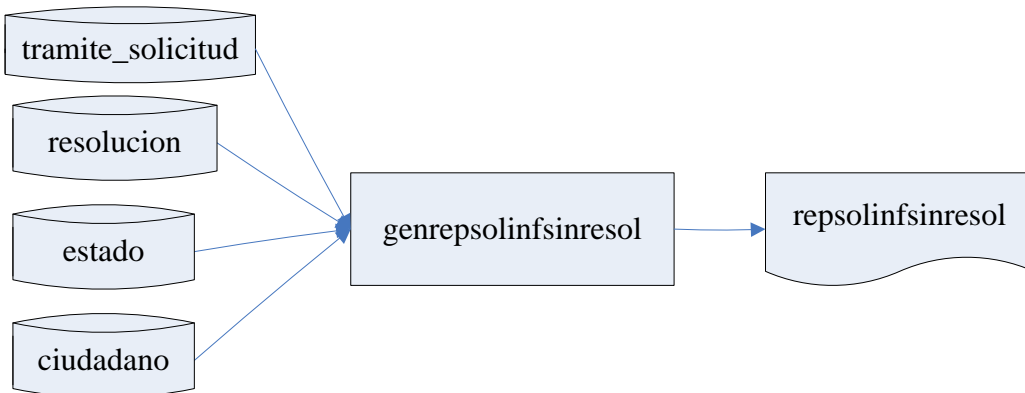 tramite_solicitud
resolucion
estado
ciudadano
genrepsolinfsinresol
repsolinfsinresol